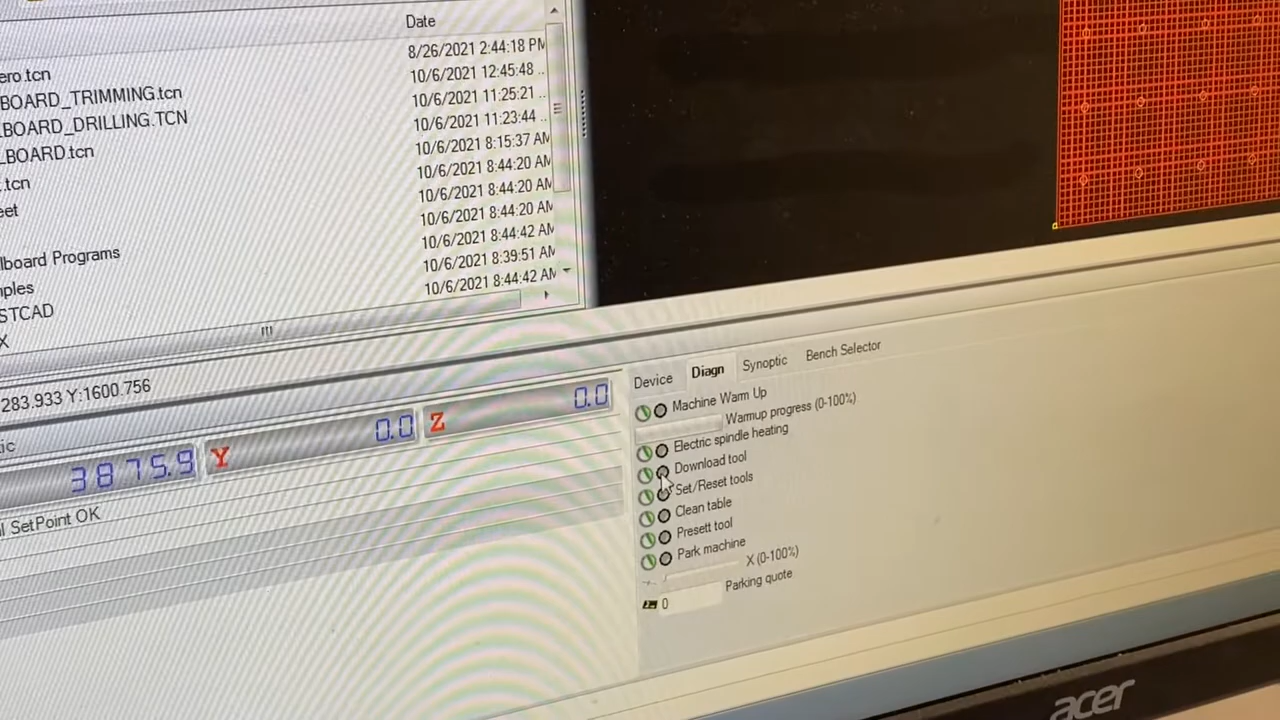 Date
8/26/2021 2:44:18 PM
ero.tcn 10/6/2021 12:45:48 ..
BOARD_TRIMMING.tcn 10/6/2021 11:25:21 ..
BOARD_DRILLING.TCN 10/6/2021 11:23:44 ..
_BOARD.tcn 10/6/2021 8:15:37 AM
.tcn 10/6/2021 8:44:20 AM
eet 10/6/2021 8:44:20 AM
10/6/2021 8:44:20 AM
lboard Programs 10/6/2021 8:44:42 AM
mples 10/6/2021 8:39:51 AM
STCAD 10/6/2021 8:44:42 AM
X
283.933 Y:1600.756
ic
3875.9 Y 0.0 Z 0.0
l SetPoint OK
Device Diagn Synoptic Bench Selector
Machine Warm Up
Warmup progress (0-100%)
Electric spindle heating
Download tool
Set/Reset tools
Clean table
Presett tool
Park machine
X (0-100%)
Parking quote
0
acer